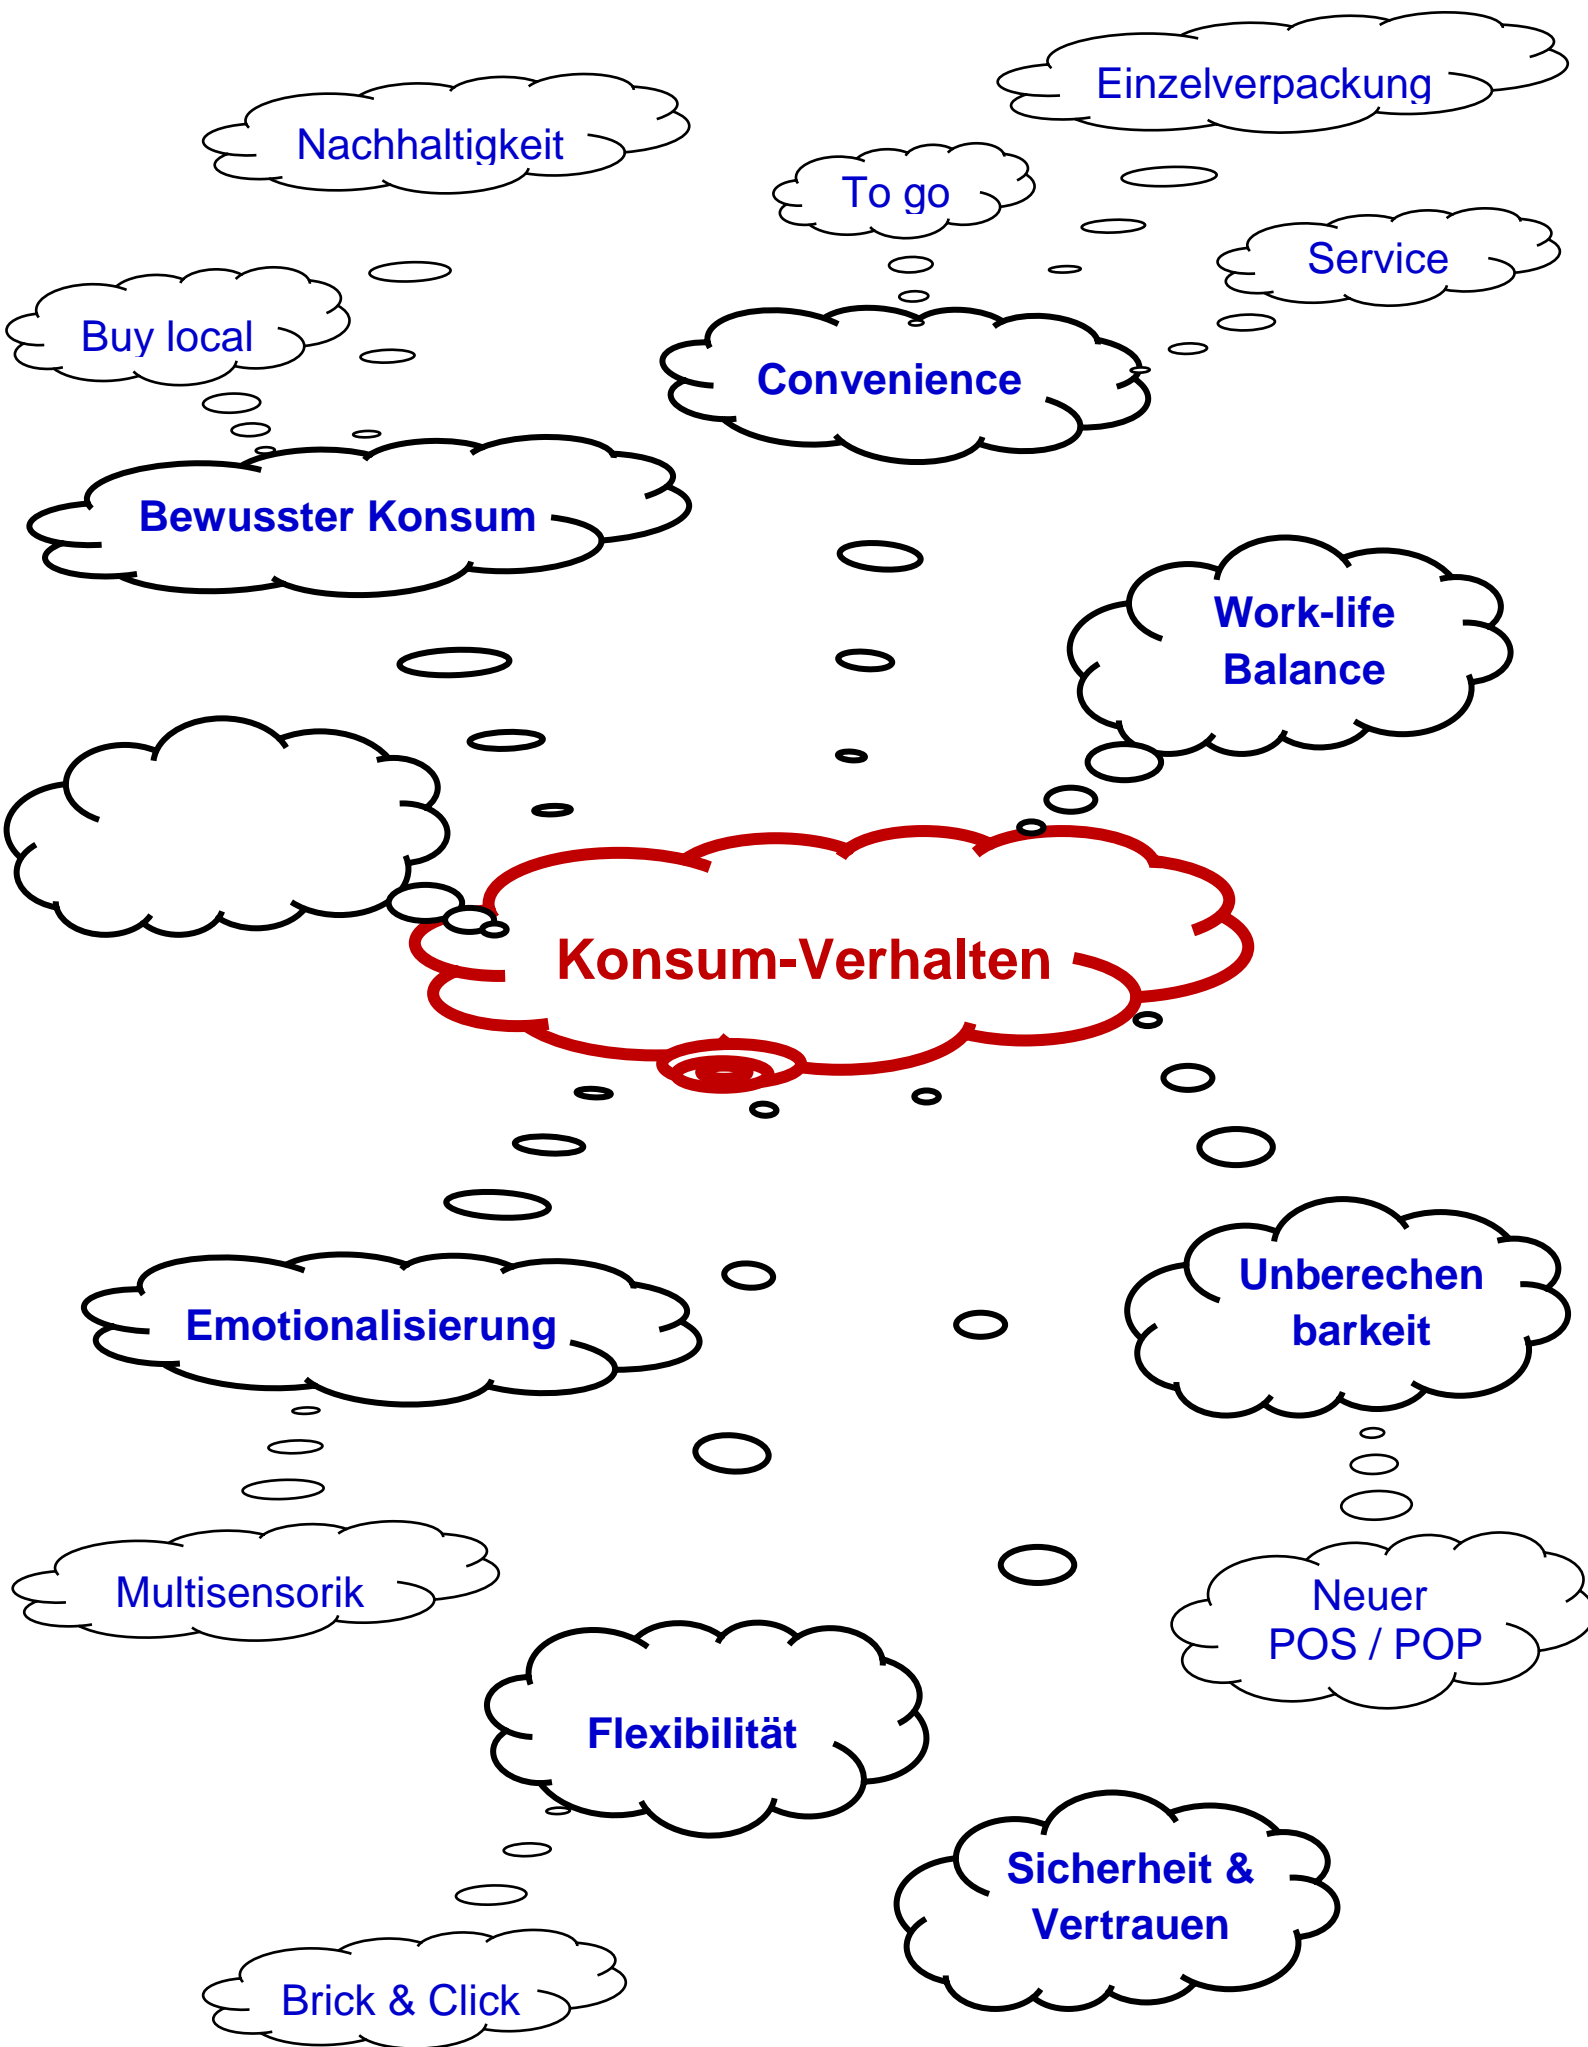 Einzelverpackung
Nachhaltigkeit
To go
Service
Buy local
Convenience
Bewusster Konsum
Work-life
Balance
Konsum-Verhalten
Unberechen
barkeit
Emotionalisierung
Multisensorik
Neuer
POS / POP
Flexibilität
Sicherheit &
Vertrauen
Brick & Click